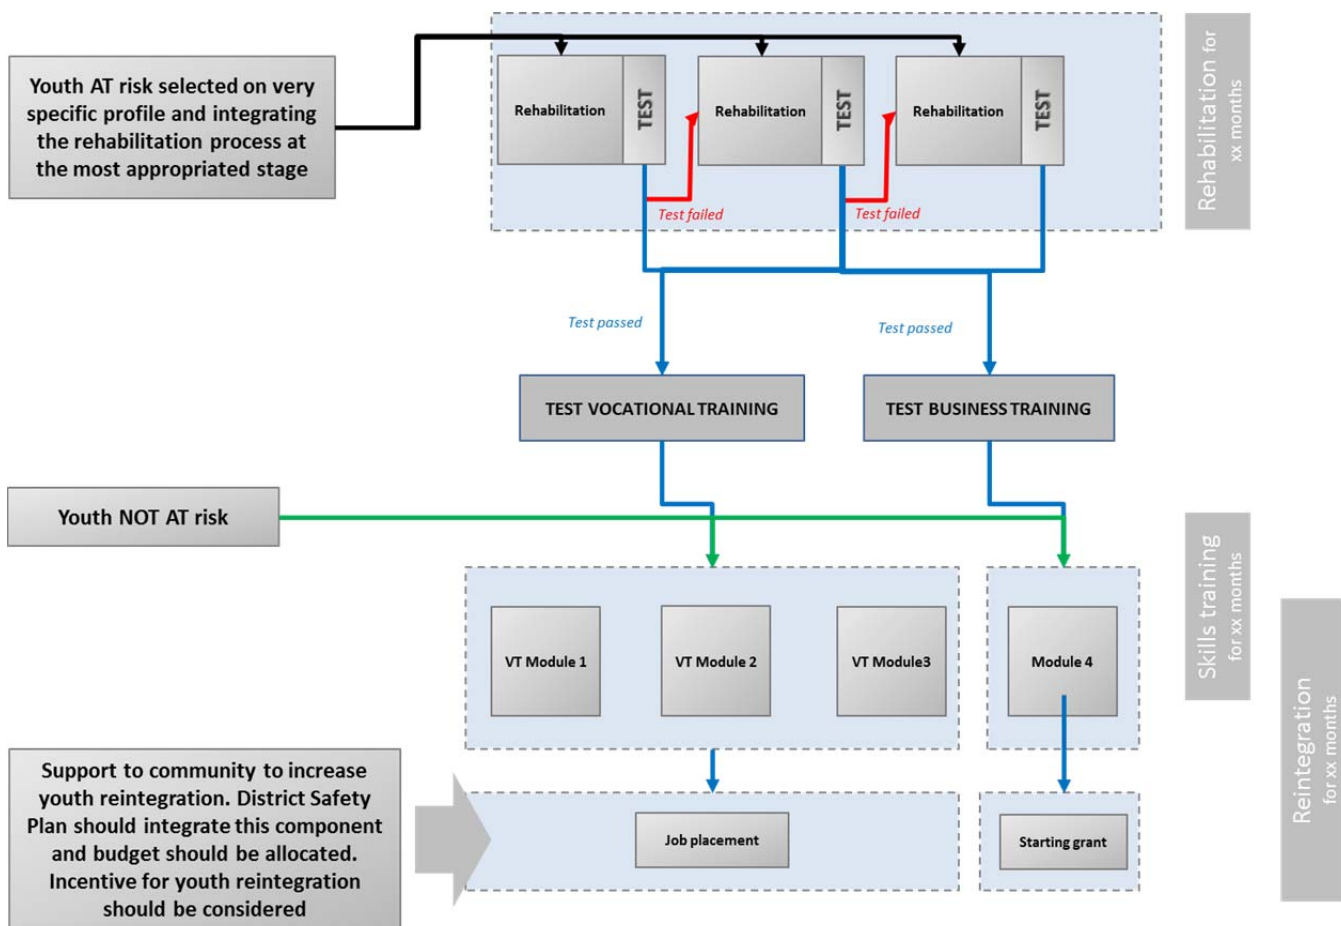 Youth AT risk selected on very
specific profile and integrating
the rehabilitation process at
the most appropriated stage
Rehabilitation
TEST
Rehabilitation
TEST
Rehabilitation
TEST
Rehabilitation for
xx months
Test failed
Test failed
Test passed
Test passed
TEST VOCATIONAL TRAINING
TEST BUSINESS TRAINING
Youth NOT AT risk
Skills training
for xx months
VT Module 1
VT Module 2
VT Module3
Module 4
Reintegration
for xx months
Support to community to increase
youth reintegration. District Safety
Plan should integrate this component
and budget should be allocated.
Incentive for youth reintegration
should be considered
Job placement
Starting grant